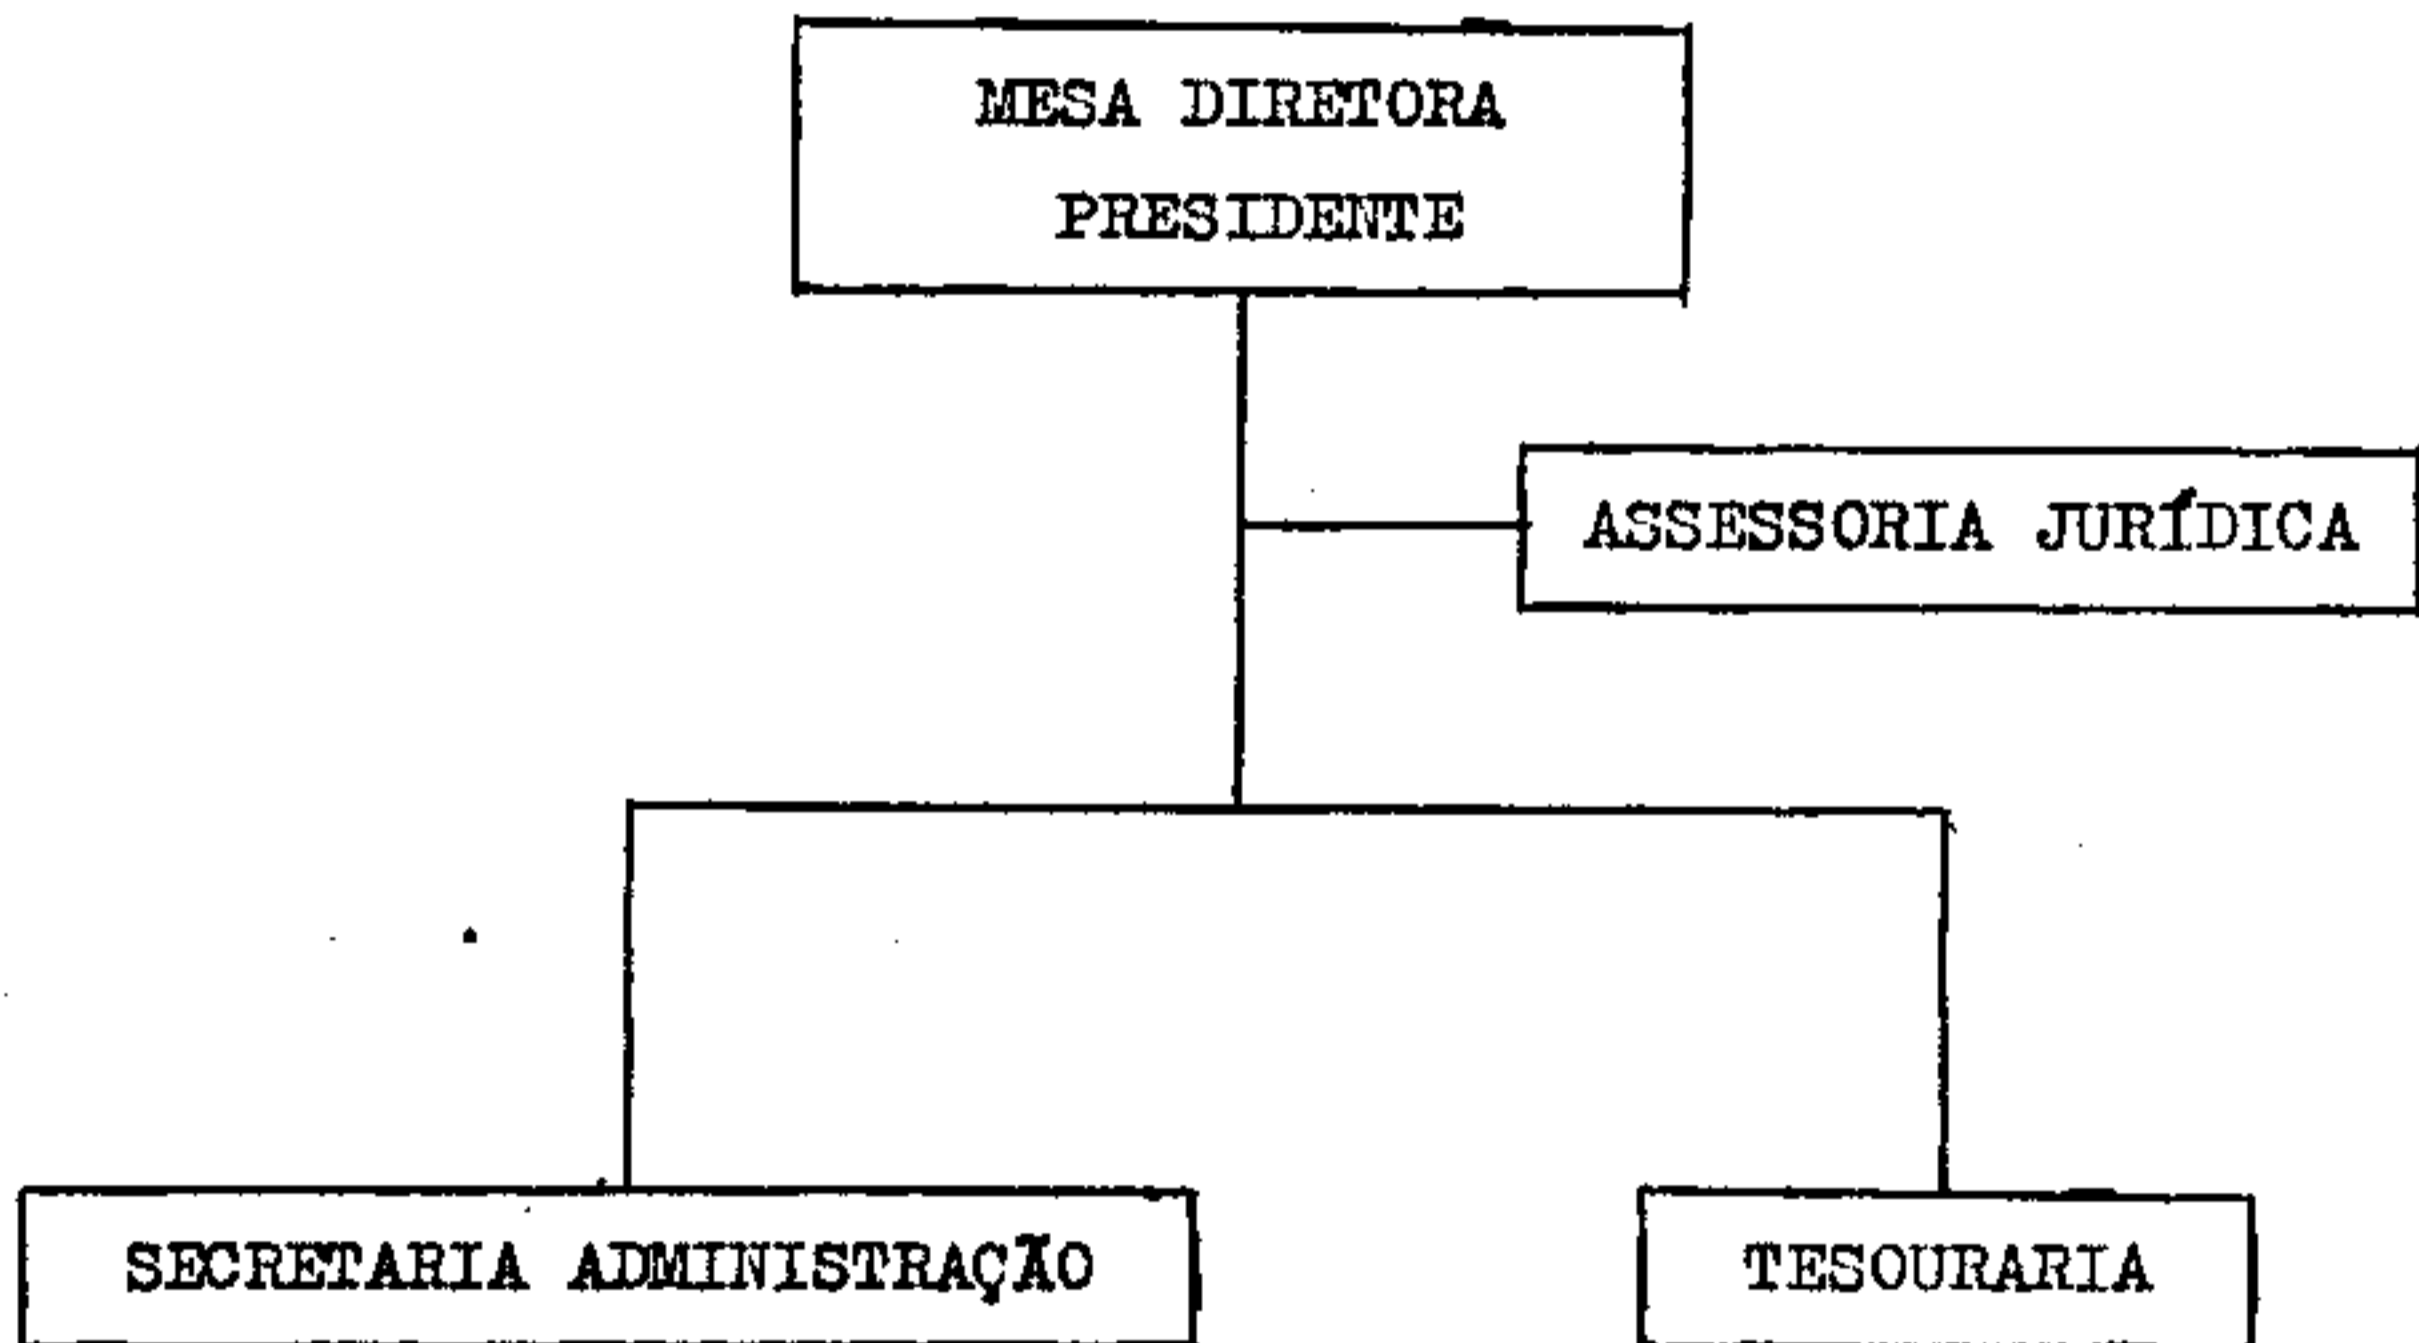 MESA DIRETORA
PRESIDENTE
ASSESSORIA JURÍDICA
SECRETARIA ADMINISTRAÇÃO
TESOURARIA